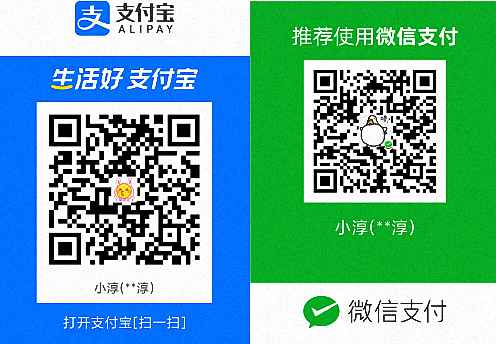 支付宝
ALIPAY
生活好 支付宝
小淳(**淳)
打开支付宝[扫一扫]
推荐使用微信支付
小淳(**淳)
微信支付